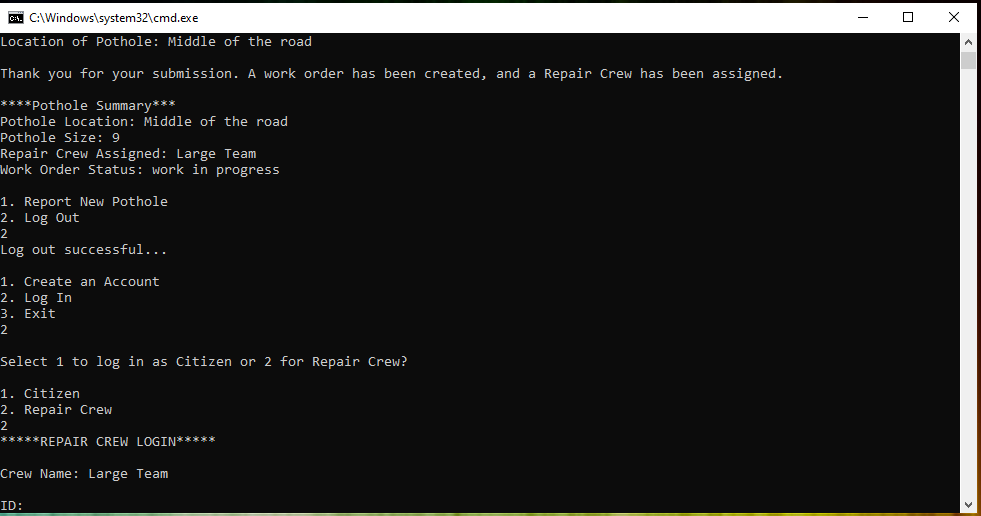 C:\Windows\system32\cmd.exe
Location of Pothole: Middle of the road
Thank you for your submission. A work order has been created, and a Repair Crew has been assigned.
****Pothole Summary***
Pothole Location: Middle of the road
Pothole Size: 9
Repair Crew Assigned: Large Team
Work Order Status: work in progress
1. Report New Pothole
2. Log Out
2
Log out successful...
1. Create an Account
2. Log In
3. Exit
2
Select 1 to log in as Citizen or 2 for Repair Crew?
1. Citizen
2. Repair Crew
2
*****REPAIR CREW LOGIN*****
Crew Name: Large Team
ID: